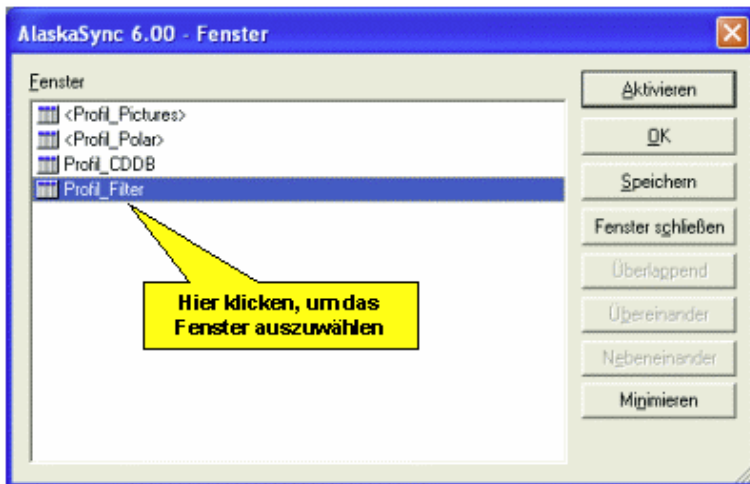 AlaskaSync 6.00 - Fenster
Fenster
<Profil_Pictures>
<Profil_Polar>
Profil_CDDB
Profil_Filter
Hier klicken, um das
Fenster auszuwählen
Aktivieren
OK
Speichern
Fenster schließen
Überlappend
Übereinander
Nebeneinander
Minimieren